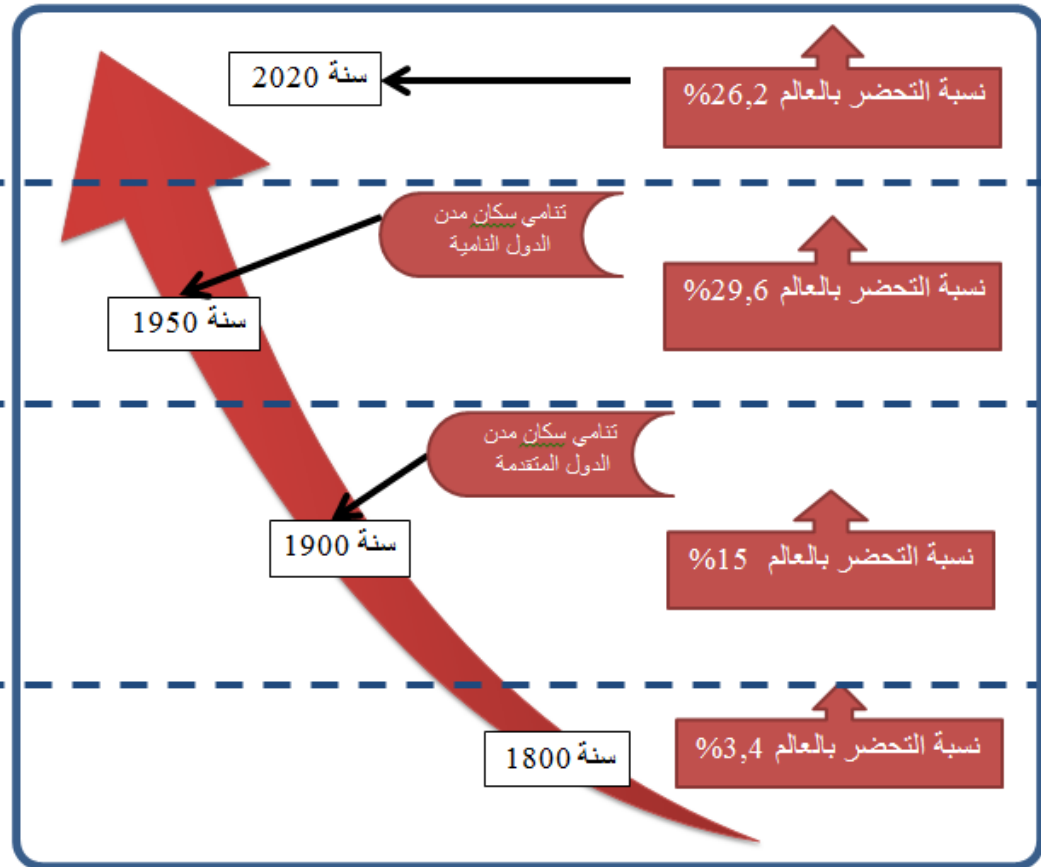 نسبة التحضر بالعالم 26,2%
سنة 2020
تنامي سكان مدن
الدول النامية
نسبة التحضر بالعالم 29,6%
سنة 1950
تنامي سكان مدن
الدول المتقدمة
نسبة التحضر بالعالم 15%
سنة 1900
نسبة التحضر بالعالم 3,4%
سنة 1800